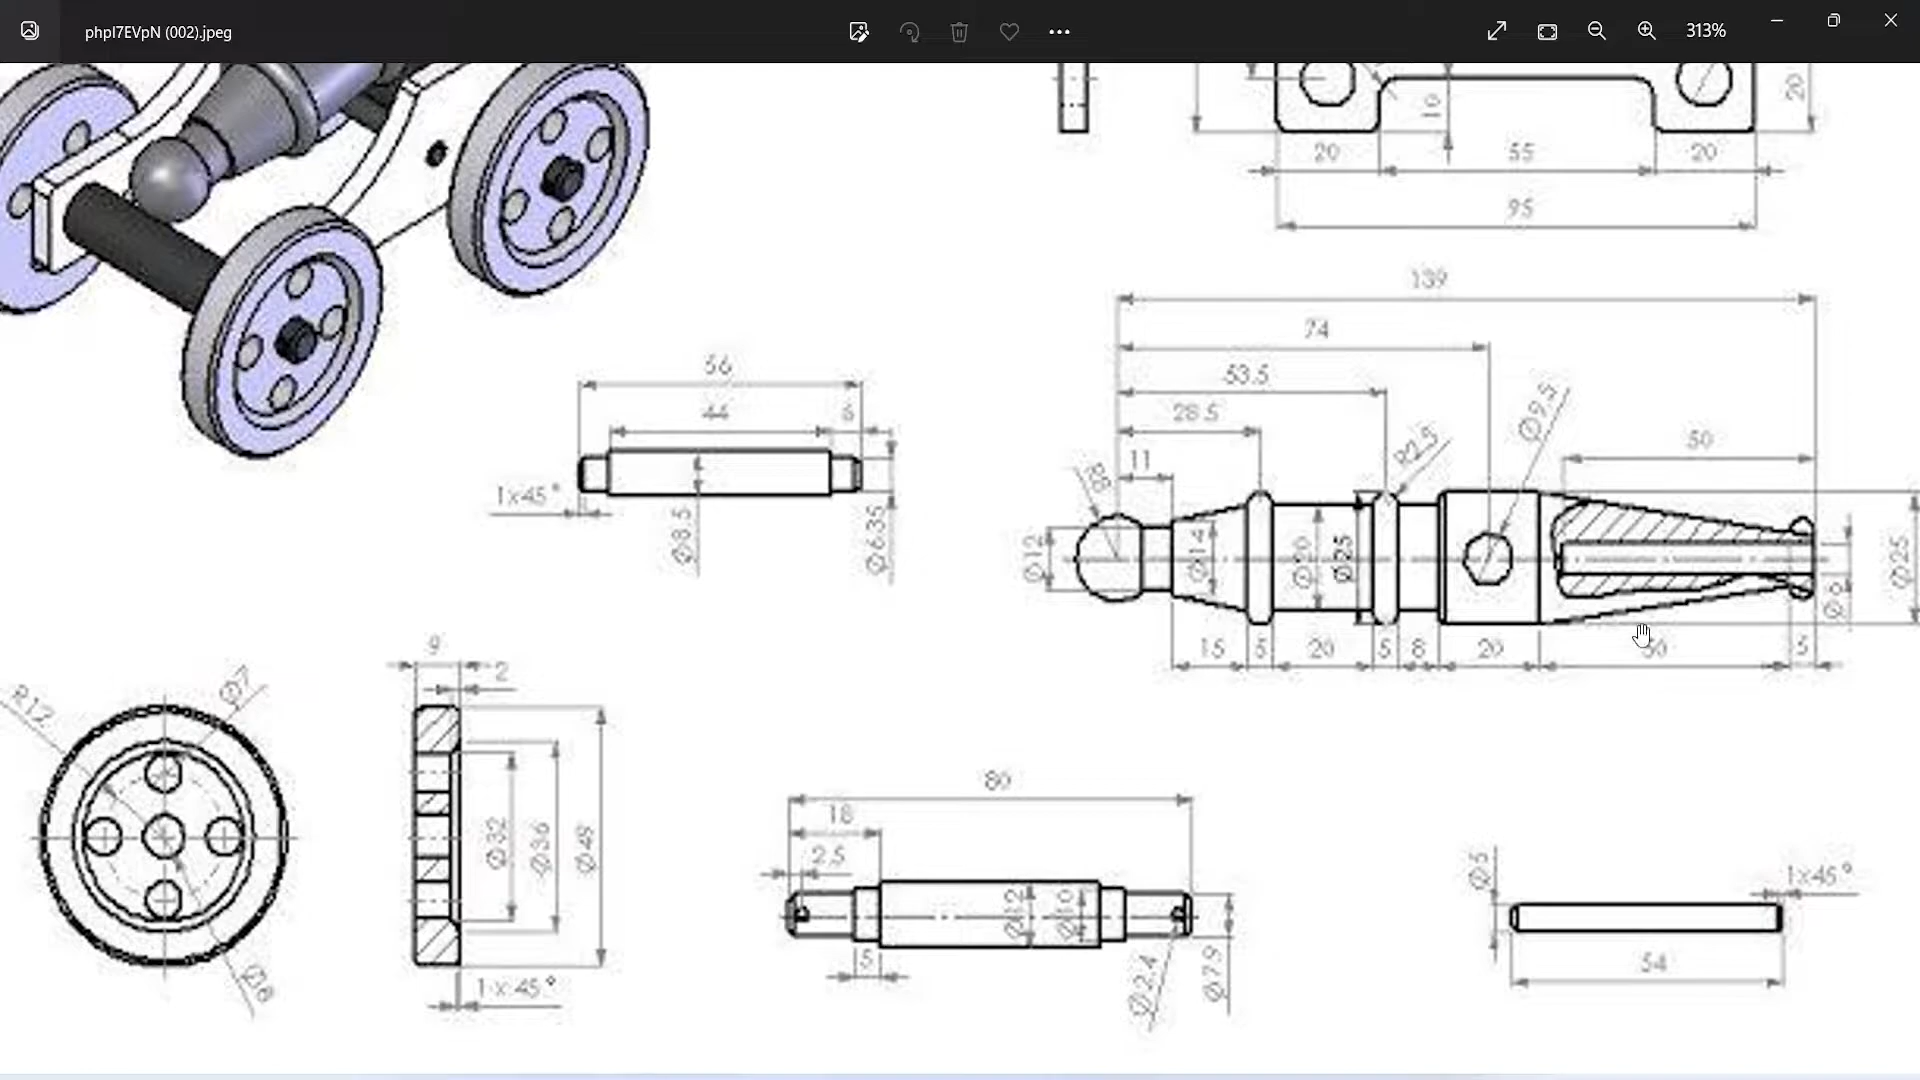 phpI7EVpN (002).jpeg
313%
10
20
20
55
20
95
139
74
53.5
28.5
11
R8
R2.5
Ø9.5
50
Ø12
Ø14
Ø20
Ø25
Ø6
Ø25
15
5
20
5
8
20
50
5
56
44
6
1x45°
Ø8.5
Ø6.35
9
2
R12
Ø7
Ø8
Ø32
Ø36
1x45°
80
18
2.5
Ø12
Ø10
5
Ø2.4
Ø7.9
Ø5
1x45°
54